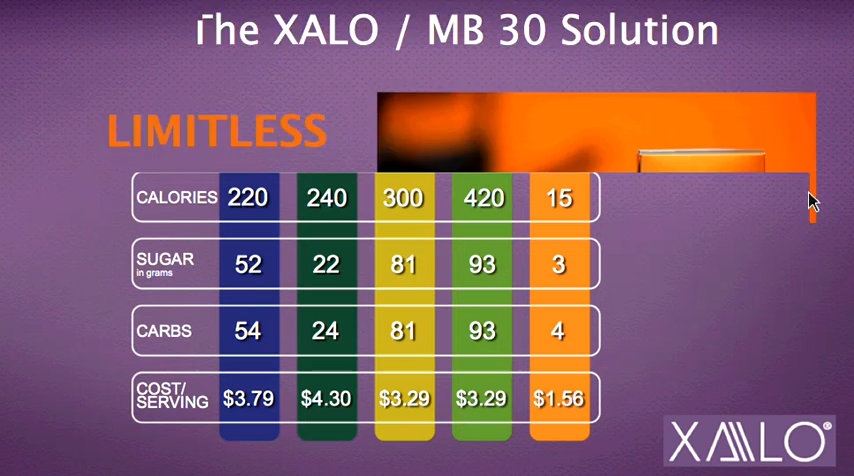 The XALO / MB 30 Solution
LIMITLESS
CALORIES 220 240 300 420 15
SUGAR 52 22 81 93 3
in grams
CARBS 54 24 81 93 4
COST/
SERVING $3.79 $4.30 $3.29 $3.29 $1.56
XALO®